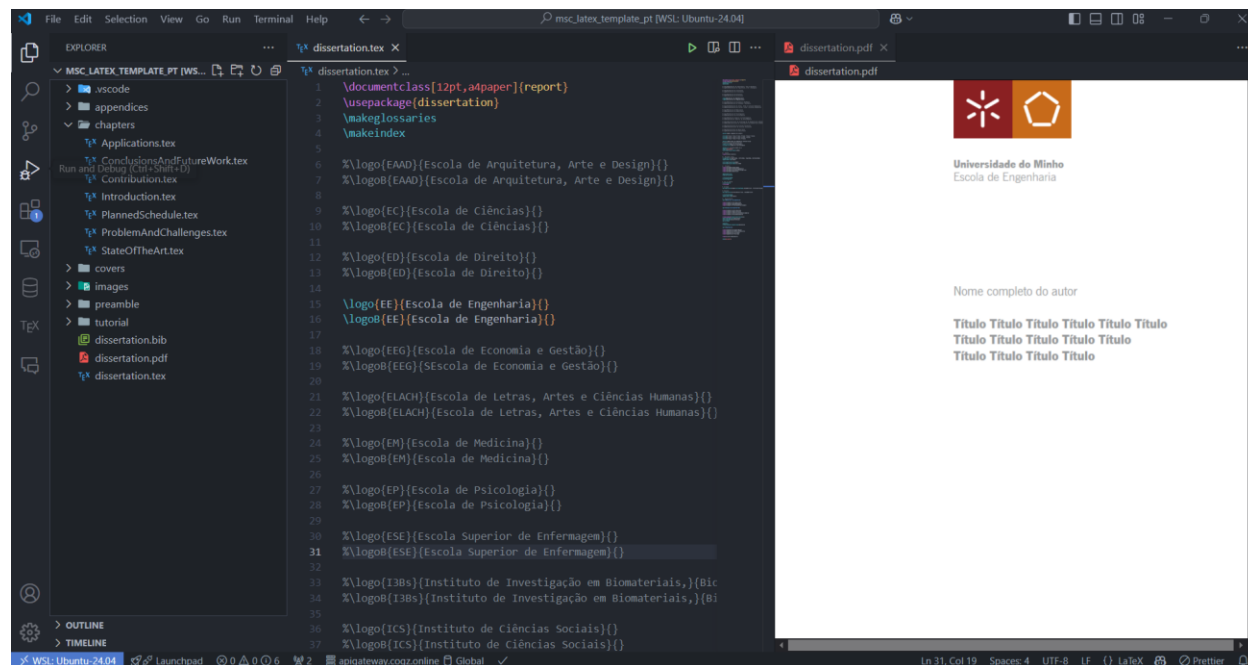 File Edit Selection View Go Run Terminal Help
msc_latex_template_pt [WSL: Ubuntu-24.04]
EXPLORER
MSC_LATEX_TEMPLATE_PT [WS...
.vscode
appendices
chapters
Applications.tex
ConclusionsAndFutureWork.tex
Run and Debug (Ctrl+Shift+D)
Contribution.tex
Introduction.tex
PlannedSchedule.tex
ProblemAndChallenges.tex
StateOfTheArt.tex
covers
images
preamble
tutorial
dissertation.bib
dissertation.pdf
dissertation.tex
OUTLINE
TIMELINE
dissertation.tex
dissertation.tex > ...
1 \documentclass[12pt,a4paper]{report}
2 \usepackage{dissertation}
3 \makeglossaries
4 \makeindex
5
6 %\logo{EAAD}{Escola de Arquitetura, Arte e Design}{}
7 %\logoB{EAAD}{Escola de Arquitetura, Arte e Design}{}
8
9 %\logo{EC}{Escola de Ciências}{}
10 %\logoB{EC}{Escola de Ciências}{}
11
12 %\logo{ED}{Escola de Direito}{}
13 %\logoB{ED}{Escola de Direito}{}
14
15 \logo{EE}{Escola de Engenharia}{}
16 \logoB{EE}{Escola de Engenharia}{}
17
18 %\logo{EEG}{Escola de Economia e Gestão}{}
19 %\logoB{EEG}{SEscola de Economia e Gestão}{}
20
21 %\logo{ELACH}{Escola de Letras, Artes e Ciências Humanas}{}
22 %\logoB{ELACH}{Escola de Letras, Artes e Ciências Humanas}{}
23
24 %\logo{EM}{Escola de Medicina}{}
25 %\logoB{EM}{Escola de Medicina}{}
26
27 %\logo{EP}{Escola de Psicologia}{}
28 %\logoB{EP}{Escola de Psicologia}{}
29
30 %\logo{ESE}{Escola Superior de Enfermagem}{}
31 %\logoB{ESE}{Escola Superior de Enfermagem}{}
32
33 %\logo{I3Bs}{Instituto de Investigação em Biomateriais,}{Bic
34 %\logoB{I3Bs}{Instituto de Investigação em Biomateriais,}{Bi
35
36 %\logo{ICS}{Instituto de Ciências Sociais}{}
37 %\logoB{ICS}{Instituto de Ciências Sociais}{}
dissertation.pdf
dissertation.pdf
Universidade do Minho
Escola de Engenharia
Nome completo do autor
Título Título Título Título Título Título
Título Título Título Título Título
Título Título Título Título
WSL: Ubuntu-24.04 Launchpad 0 0 6 2 apigateway.cogz.online Global Ln 31, Col 19 Spaces: 4 UTF-8 LF {} LaTeX Prettier